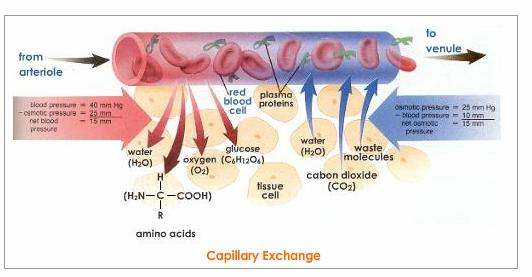 from
arteriole
to
venule
red
blood
cell
plasma
proteins
blood pressure = 40 mm Hg
- osmotic pressure = 25 mm
net blood = 15 mm
pressure
osmotic pressure = 25 mm Hg
- blood pressure = 10 mm
net osmotic = 15 mm
pressure
water
(H₂O)
oxygen
(O₂)
glucose
(C₆H₁₂O₆)
water
(H₂O)
waste
molecules
cabon dioxide
(CO₂)
tissue
cell
H
(H₂N—C—COOH)
R
amino acids
Capillary Exchange